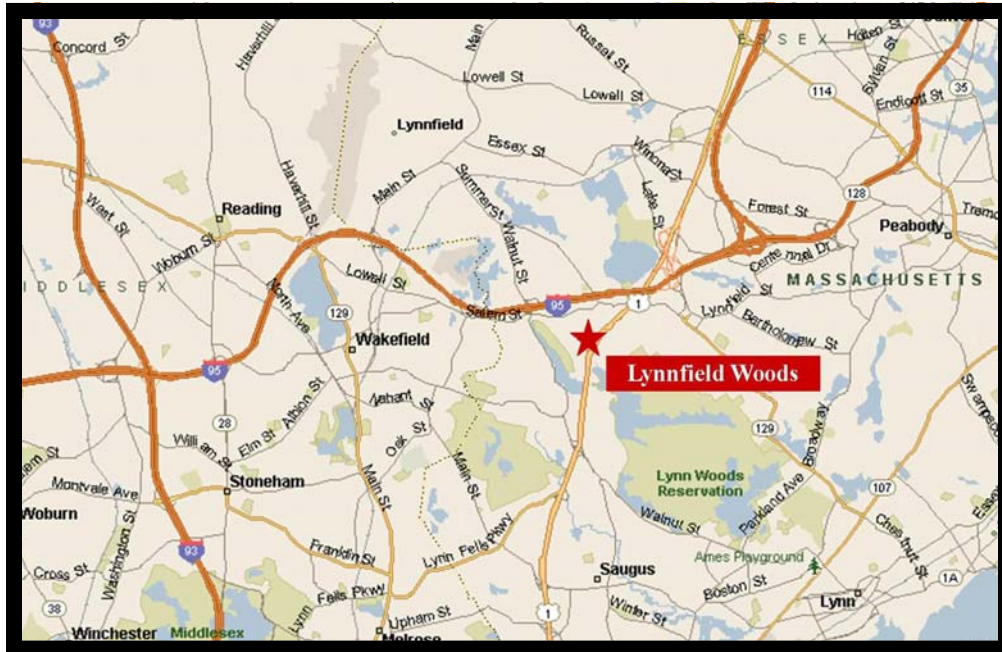 93
Concord St
Haverhill
Main St
Russell St
ESSEX
Holten St
Sylvan St
Lowell St
Lowell St
114
Endicott St
35
Lynnfield
Essex St
Winona St
Haverhill St
Main St
Summer St
Lake St
128
West St
Reading
Walnut St
Forest St
Peabody
Woburn St
Centennial Dr
Lowell St
MASSACHUSETTS
North Ave
95
1
Lynnfield St
129
Salem St
Bartholomew St
Wakefield
Lynnfield Woods
95
Nahant St
28
Albion St
Elm St
William St
Oak St
Broadway
129
Main St
Main St
Lynn Woods
Reservation
107
Montvale Ave
Stoneham
Parkland Ave
Woburn
Walnut St
Chestnut St
Washington St
93
Franklin St
Lynn Fells Pkwy
Ames Playground
Cross St
Saugus
Boston St
1A
Fells Pkwy
Lynn
38
1
Winter St
Lynn
Upham St
Winchester
Middlesex
Melrose